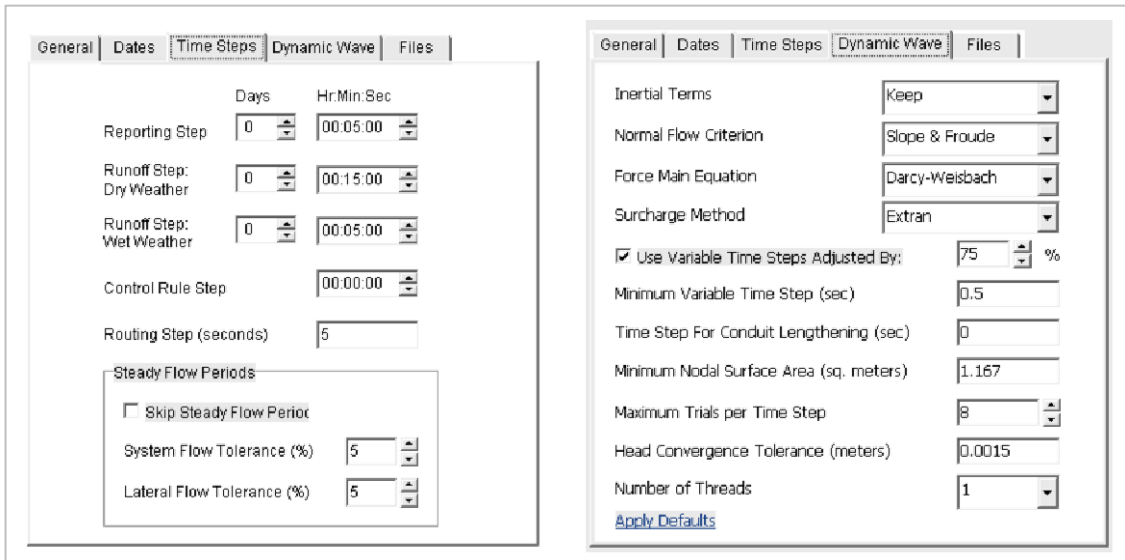 General Dates Time Steps Dynamic Wave Files
Days Hr:Min:Sec
Reporting Step 0 00:05:00
Runoff Step:
Dry Weather 0 00:15:00
Runoff Step:
Wet Weather 0 00:05:00
Control Rule Step 00:00:00
Routing Step (seconds) 5
Steady Flow Periods
Skip Steady Flow Period
System Flow Tolerance (%) 5
Lateral Flow Tolerance (%) 5
General Dates Time Steps Dynamic Wave Files
Inertial Terms Keep
Normal Flow Criterion Slope & Froude
Force Main Equation Darcy-Weisbach
Surcharge Method Extran
Use Variable Time Steps Adjusted By: 75 %
Minimum Variable Time Step (sec) 0.5
Time Step For Conduit Lengthening (sec) 0
Minimum Nodal Surface Area (sq. meters) 1.167
Maximum Trials per Time Step 8
Head Convergence Tolerance (meters) 0.0015
Number of Threads 1
Apply Defaults